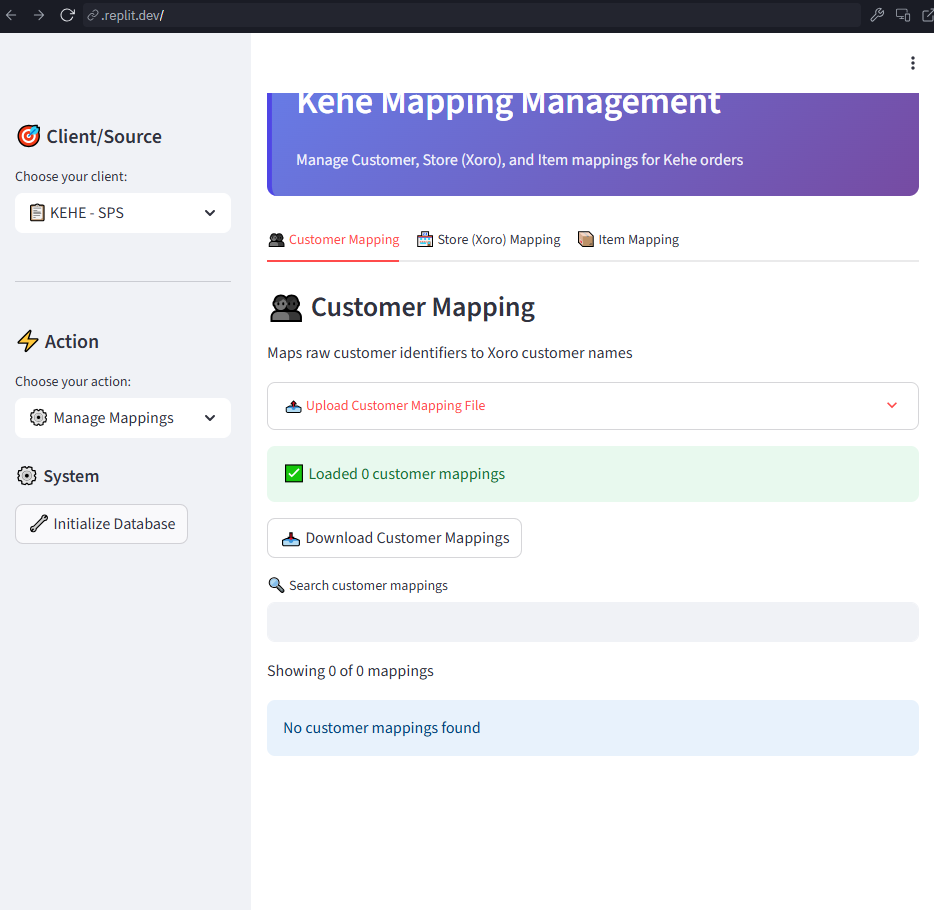 .replit.dev/
Client/Source
Choose your client:
KEHE - SPS
Action
Choose your action:
Manage Mappings
System
Initialize Database
Kehe Mapping Management
Manage Customer, Store (Xoro), and Item mappings for Kehe orders
Customer Mapping
Store (Xoro) Mapping
Item Mapping
Customer Mapping
Maps raw customer identifiers to Xoro customer names
Upload Customer Mapping File
Loaded 0 customer mappings
Download Customer Mappings
Search customer mappings
Showing 0 of 0 mappings
No customer mappings found